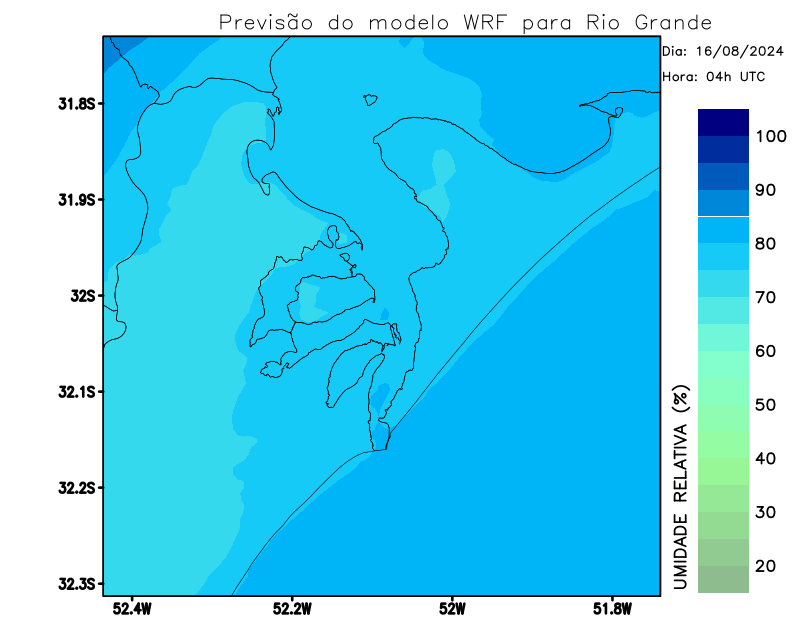 Previsão do modelo WRF para Rio Grande
Dia: 16/08/2024
Hora: 04h UTC
31.8S
31.9S
32S
32.1S
32.2S
32.3S
52.4W
52.2W
52W
51.8W
100
90
80
70
60
50
40
30
20
UMIDADE RELATIVA (%)